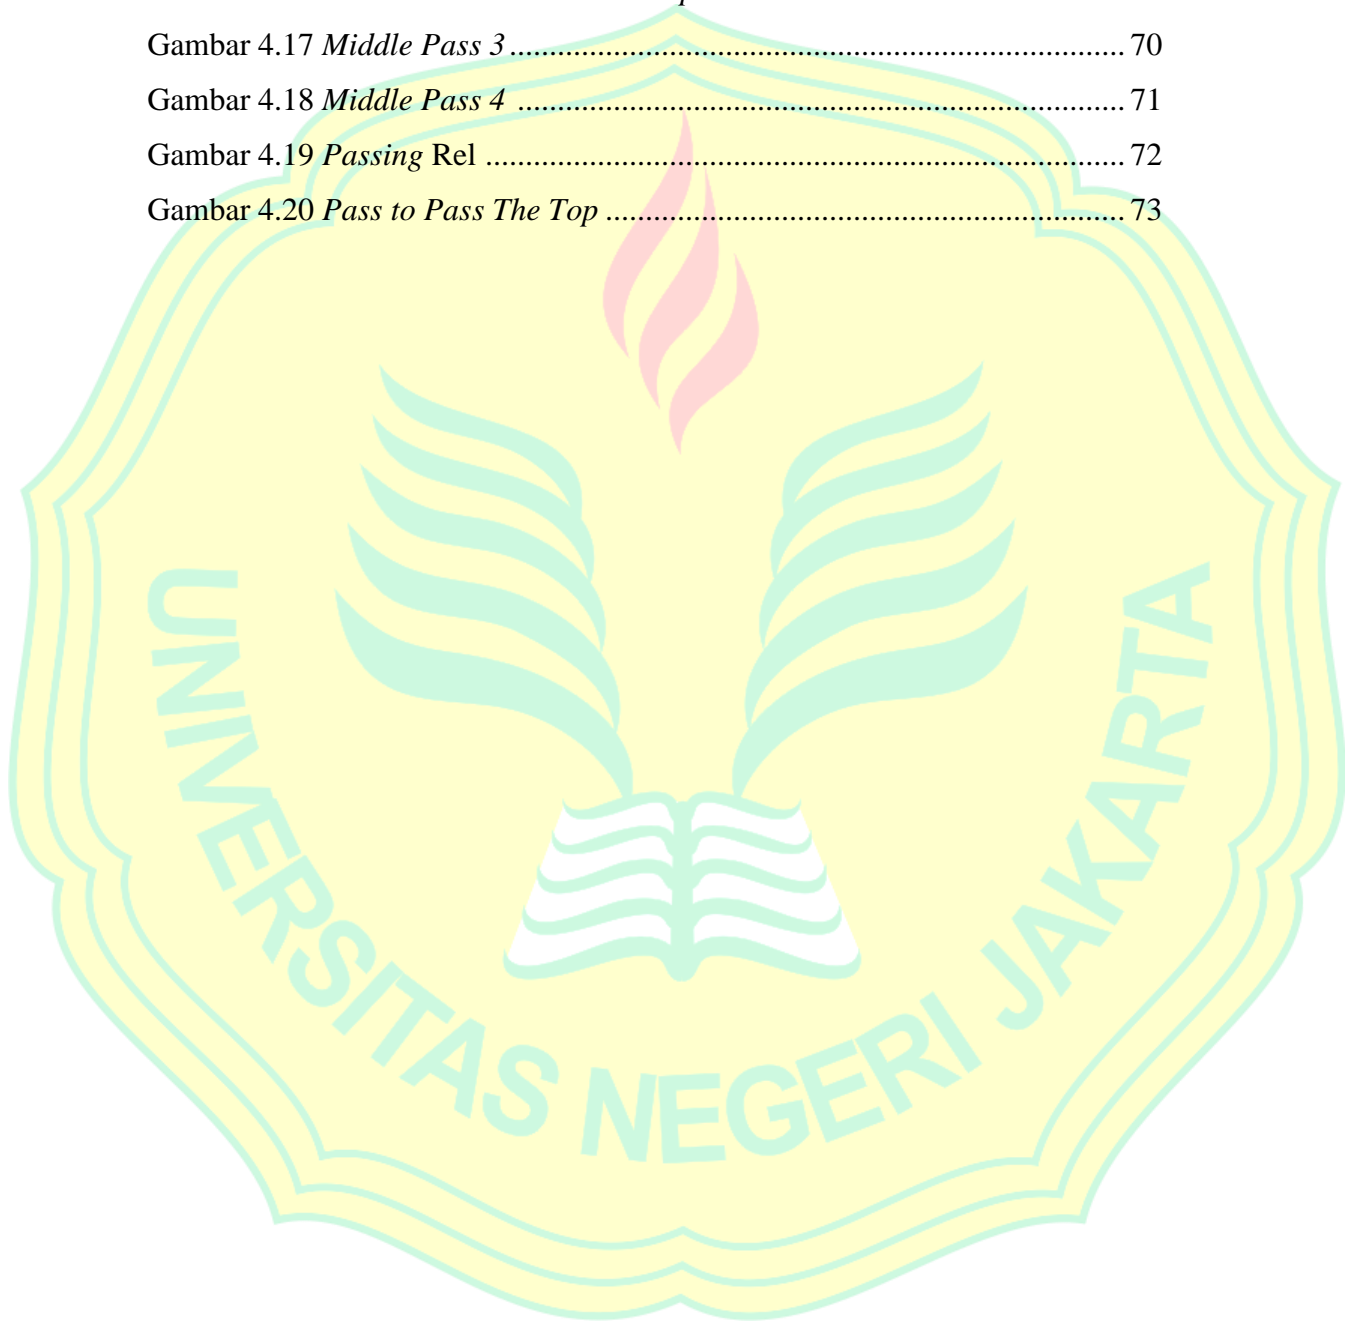 Gambar 4.17 Middle Pass 3 ............................................................................ 70
Gambar 4.18 Middle Pass 4 ........................................................................... 71
Gambar 4.19 Passing Rel ............................................................................... 72
Gambar 4.20 Pass to Pass The Top ................................................................ 73
UNIVERSITAS NEGERI JAKARTA